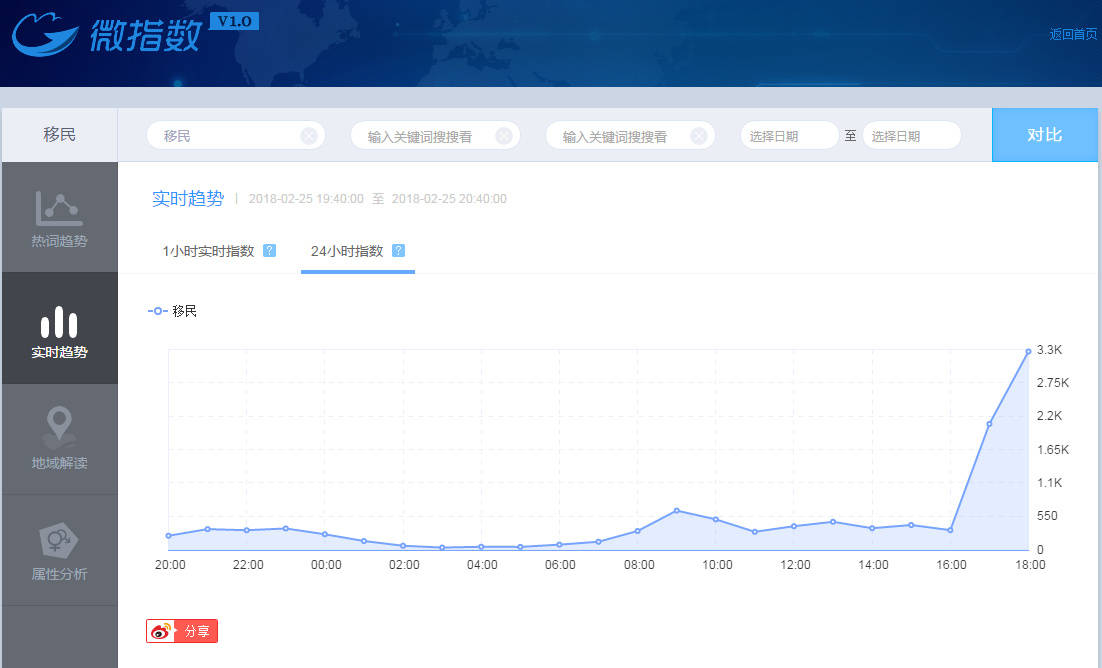 微指数 V1.0
返回首页
移民
移民 输入关键词搜搜看 输入关键词搜搜看 选择日期 至 选择日期 对比
热词趋势
实时趋势
地域解读
属性分析
实时趋势 | 2018-02-25 19:40:00 至 2018-02-25 20:40:00
1小时实时指数 ? 24小时指数 ?
移民
3.3K
2.75K
2.2K
1.65K
1.1K
550
0
20:00 22:00 00:00 02:00 04:00 06:00 08:00 10:00 12:00 14:00 16:00 18:00
分享